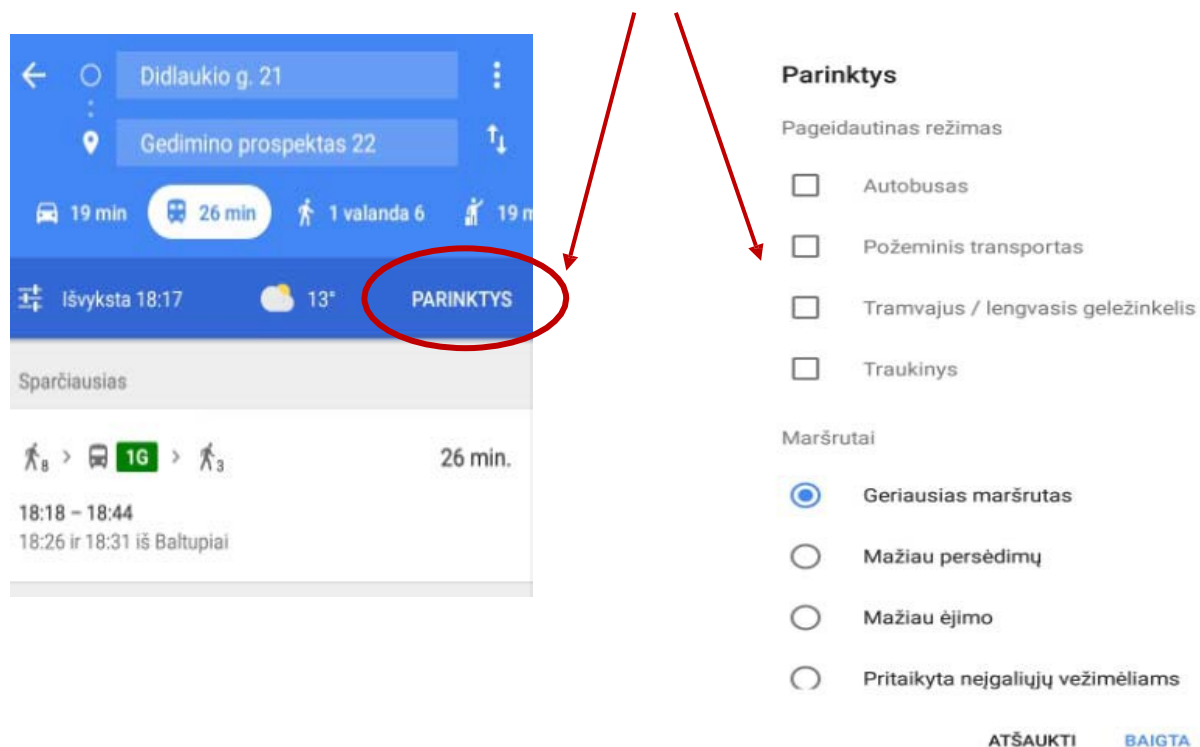 Didlaukio g. 21
Gedimino prospektas 22
19 min 26 min 1 valanda 6 19 m
Išvyksta 18:17 13° PARINKTYS
Sparčiausias
8 > 1G > 3 26 min.
18:18 – 18:44
18:26 ir 18:31 iš Baltupiai
Parinktys
Pageidautinas režimas
Autobusas
Požeminis transportas
Tramvajus / lengvasis geležinkelis
Traukinys
Maršrutai
Geriausias maršrutas
Mažiau persėdimų
Mažiau ėjimo
Pritaikyta neįgaliųjų vežimėliams
ATŠAUKTI BAIGTA